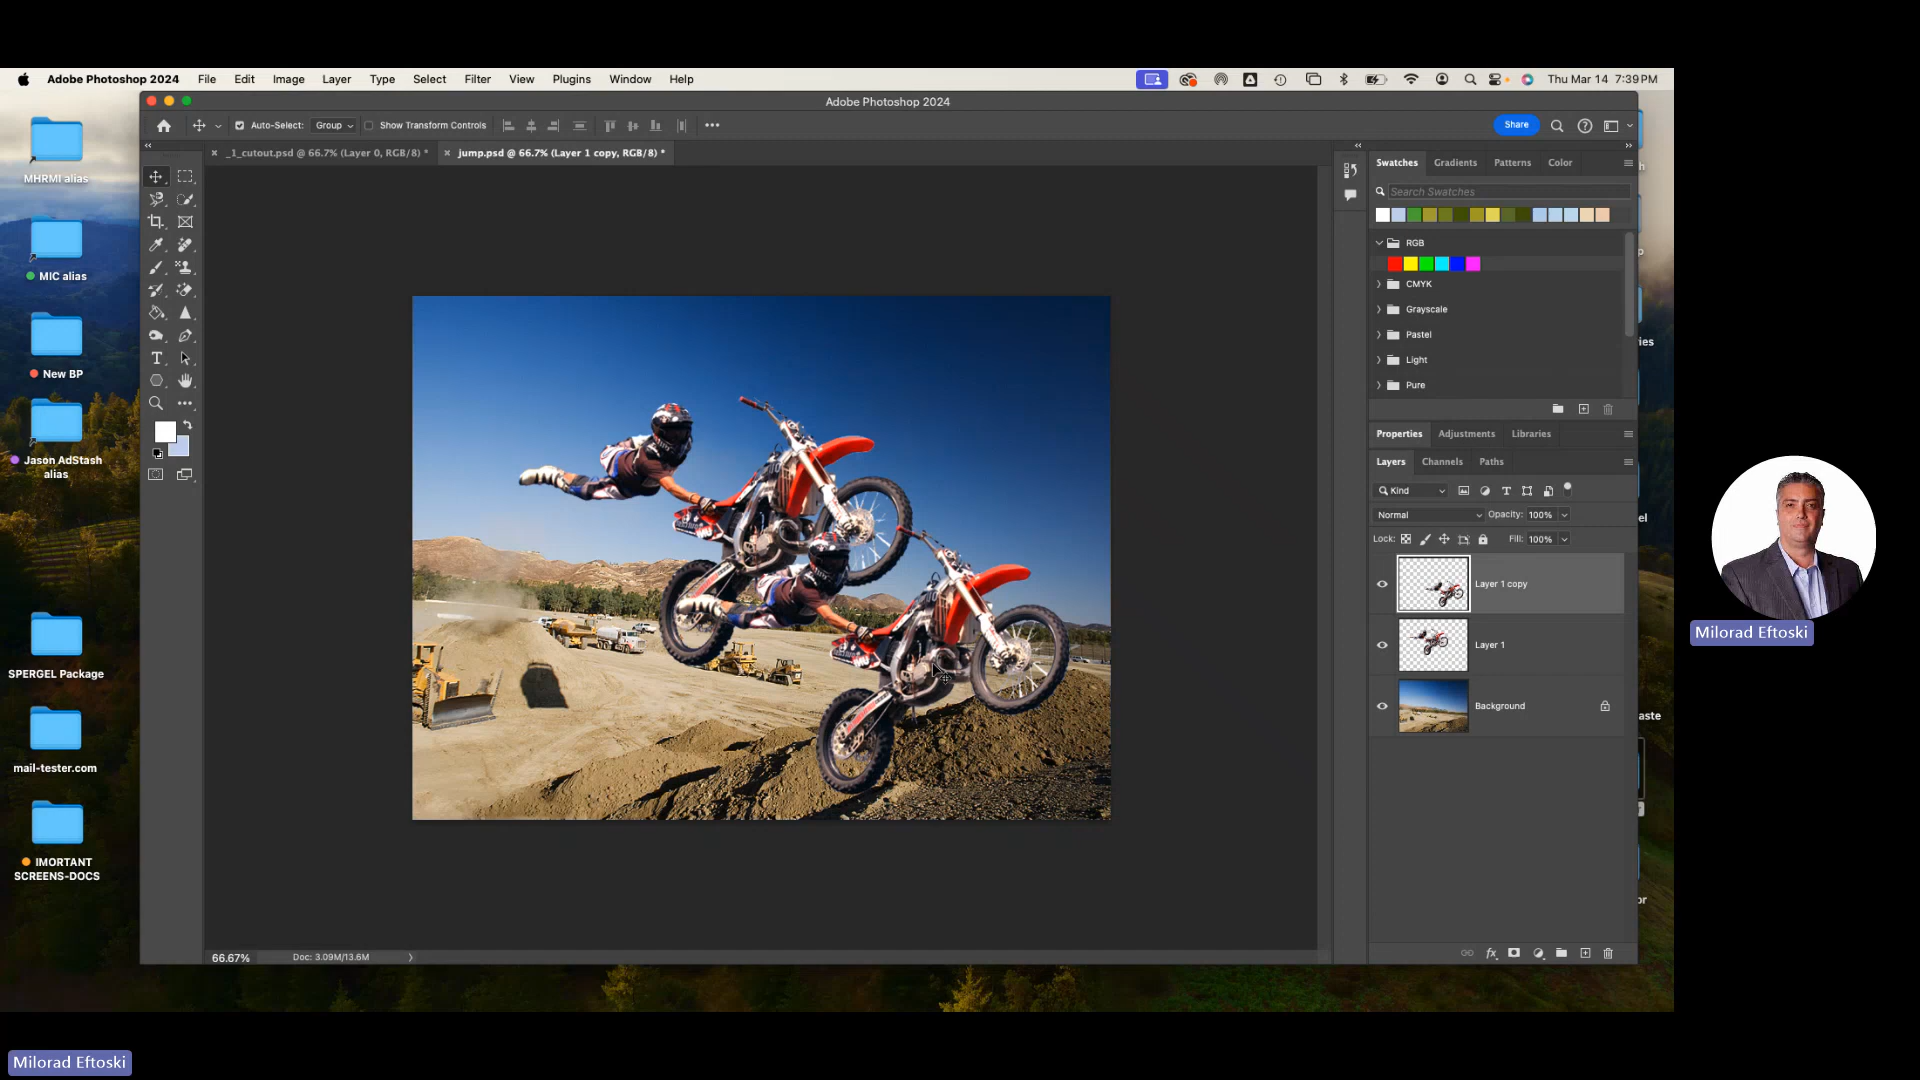 Adobe Photoshop 2024 File Edit Image Layer Type Select Filter View Plugins Window Help Thu Mar 14 7:39 PM
Adobe Photoshop 2024
Auto-Select: Group Show Transform Controls Share
_1_cutout.psd @ 66.7% (Layer 0, RGB/8) * jump.psd @ 66.7% (Layer 1 copy, RGB/8) *
Swatches Gradients Patterns Color
Search Swatches
RGB
CMYK
Grayscale
Pastel
Light
Pure
Properties Adjustments Libraries
Layers Channels Paths
Kind
Normal Opacity: 100%
Lock: Fill: 100%
Layer 1 copy
Layer 1
Background
66.67% Doc: 3.09M/13.6M
MHRMI alias
MIC alias
New BP
Jason AdStash
alias
SPERGEL Package
mail-tester.com
IMORTANT
SCREENS-DOCS
Milorad Eftoski
Milorad Eftoski